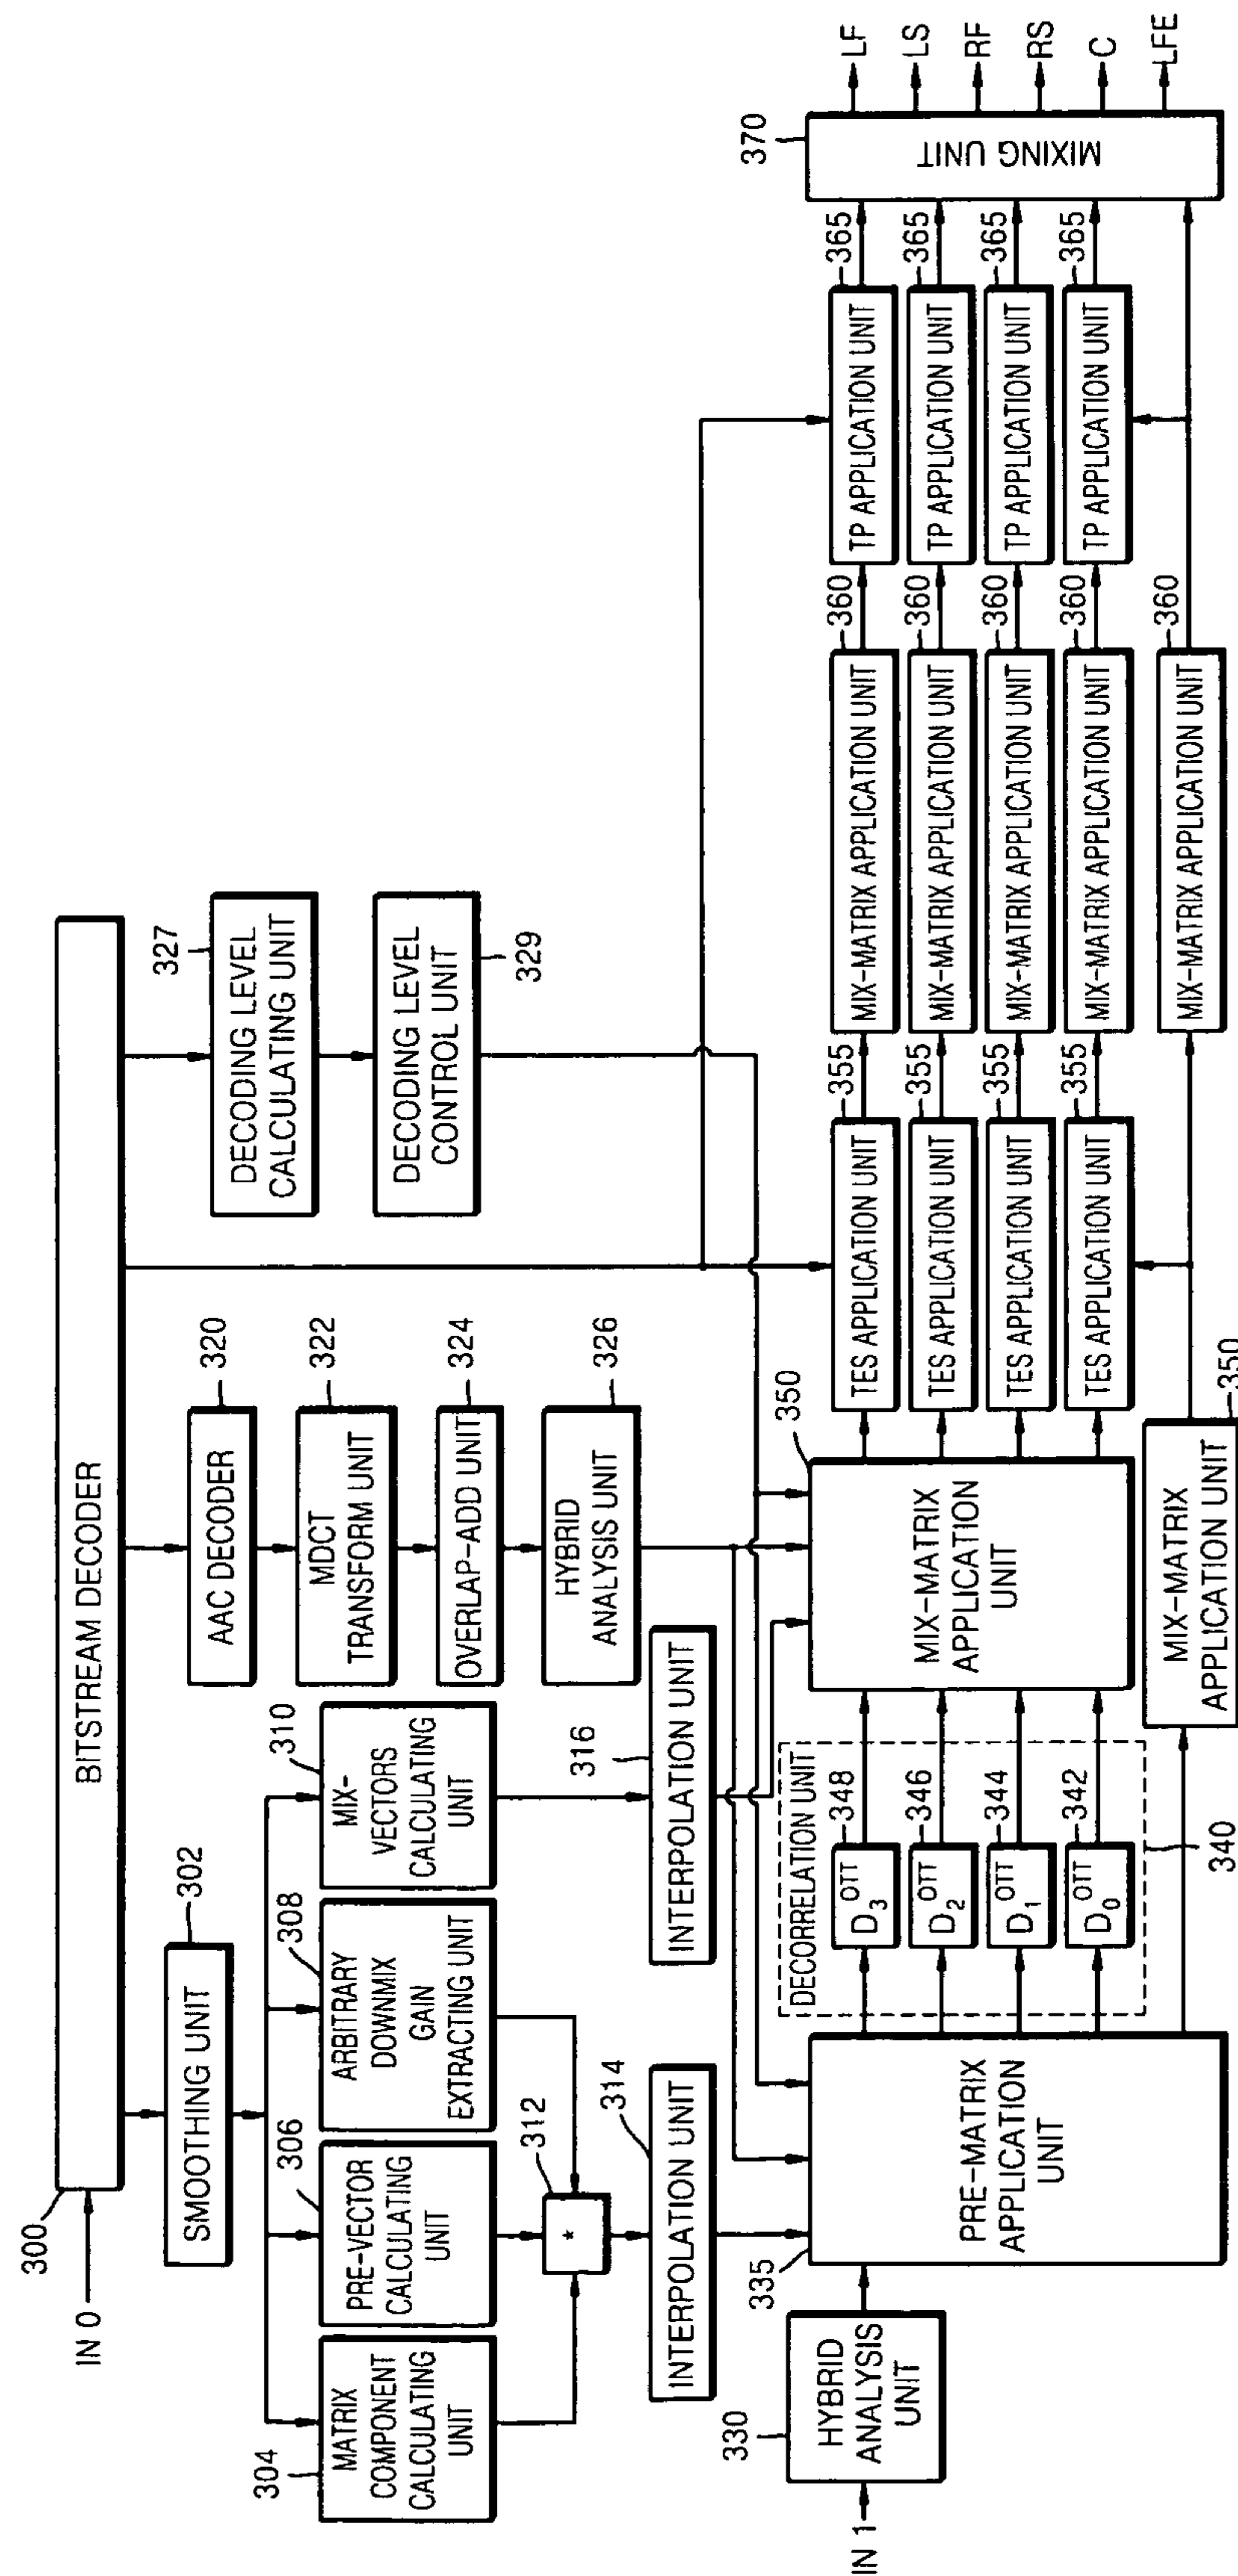 300
IN 0
BITSTREAM DECODER
302
SMOOTHING UNIT
304
MATRIX
COMPONENT
CALCULATING
UNIT
306
PRE-VECTOR
CALCULATING
UNIT
308
ARBITRARY
DOWNMIX
GAIN
EXTRACTING UNIT
310
MIX-
VECTORS
CALCULATING
UNIT
312
*
314
INTERPOLATION UNIT
316
INTERPOLATION UNIT
320
AAC DECODER
322
MDCT
TRANSFORM UNIT
324
OVERLAP-ADD UNIT
326
HYBRID
ANALYSIS UNIT
327
DECODING LEVEL
CALCULATING UNIT
329
DECODING LEVEL
CONTROL UNIT
IN 1
330
HYBRID
ANALYSIS
UNIT
335
PRE-MATRIX
APPLICATION
UNIT
DECORRELATION UNIT
D3 OTT
348
D2 OTT
346
D1 OTT
344
D0 OTT
342
340
350
MIX-MATRIX
APPLICATION
UNIT
MIX-MATRIX
APPLICATION UNIT
350
TES APPLICATION UNIT
355
TES APPLICATION UNIT
355
TES APPLICATION UNIT
355
TES APPLICATION UNIT
355
MIX-MATRIX APPLICATION UNIT
360
MIX-MATRIX APPLICATION UNIT
360
MIX-MATRIX APPLICATION UNIT
360
MIX-MATRIX APPLICATION UNIT
360
MIX-MATRIX APPLICATION UNIT
360
TP APPLICATION UNIT
365
TP APPLICATION UNIT
365
TP APPLICATION UNIT
365
TP APPLICATION UNIT
365
370
MIXING UNIT
LF
LS
RF
RS
C
LFE